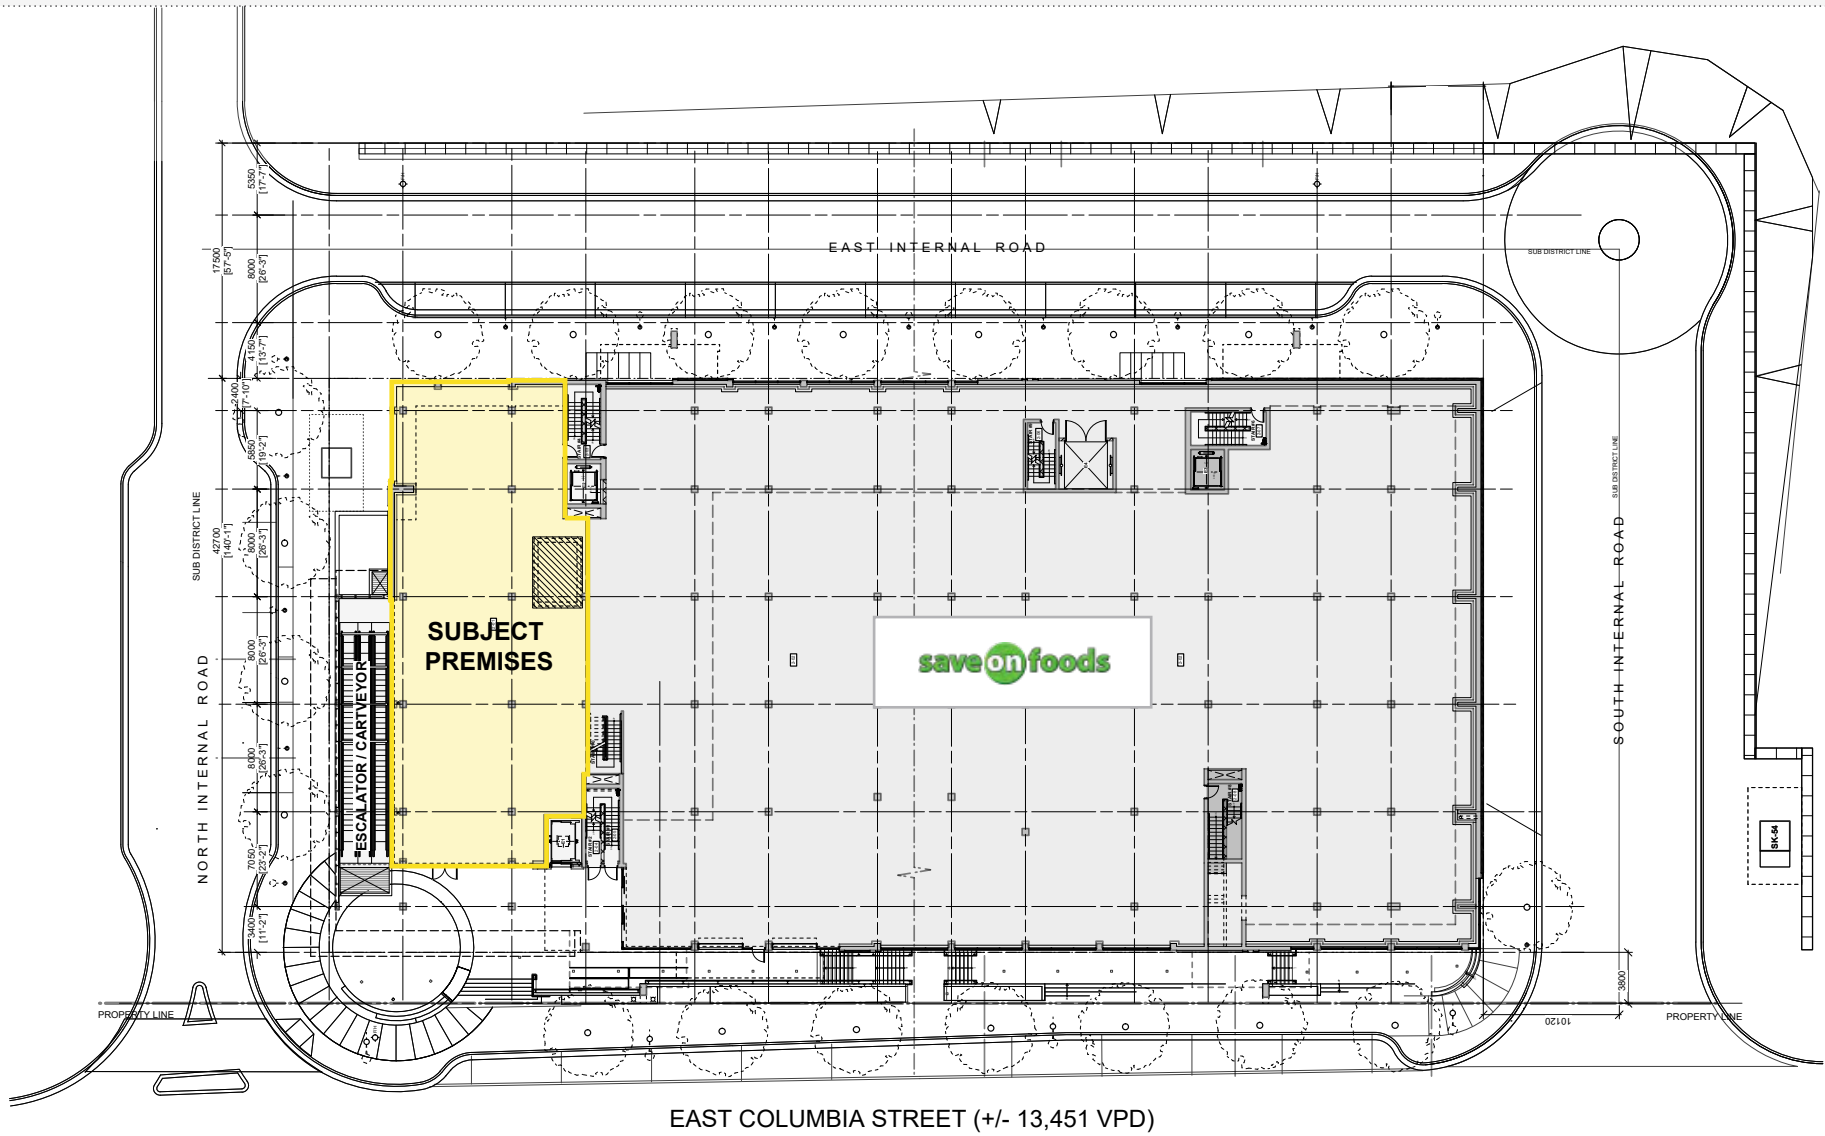 5350
[17'-7"]
17500
[57'-5"]
8000
[26'-3"]
EAST INTERNAL ROAD
SUB DISTRICT LINE
4150
[13'-7"]
2400
[7'-10"]
5850
[19'-2"]
SUB DISTRICT LINE
42700
[140'-1"]
8000
[26'-3"]
SUB DISTRICT LINE
SOUTH INTERNAL ROAD
SUBJECT
PREMISES
save on foods
8000
[26'-3"]
NORTH INTERNAL ROAD
"ESCALATOR / CARTVEYOR"
8000
[26'-3"]
7050
[23'-2"]
SK-54
3400
[11'-2"]
3800
PROPERTY LINE
10120
PROPERTY LINE
EAST COLUMBIA STREET (+/- 13,451 VPD)